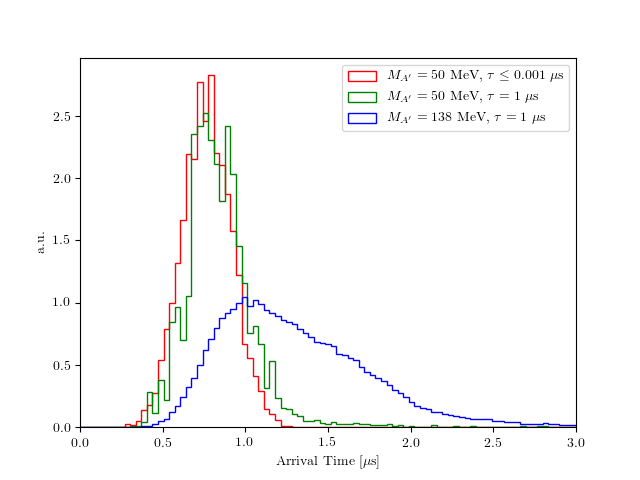 M_{A'} = 50 MeV, τ ≤ 0.001 μs
M_{A'} = 50 MeV, τ = 1 μs
M_{A'} = 138 MeV, τ = 1 μs
a.u.
2.5
2.0
1.5
1.0
0.5
0.0
0.0 0.5 1.0 1.5 2.0 2.5 3.0
Arrival Time [μs]